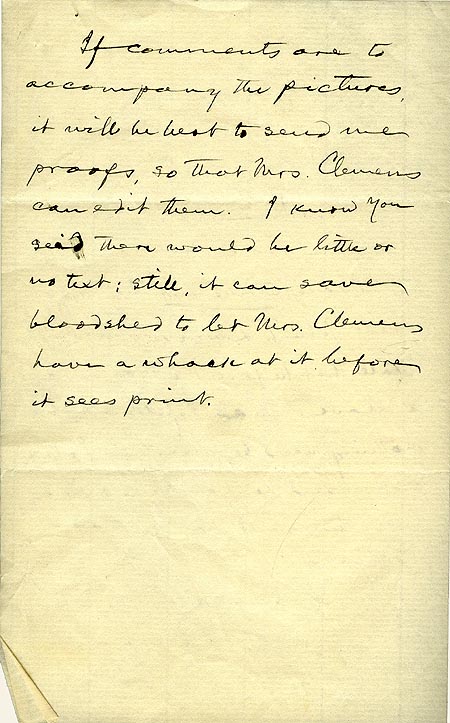 If comments are to
accompany the pictures,
it will be best to send me
proofs, so that Mrs. Clemens
can edit them. I know you
said there would be little or
no text; still, it can save
bloodshed to let Mrs. Clemens
have a whack at it before
it sees print.